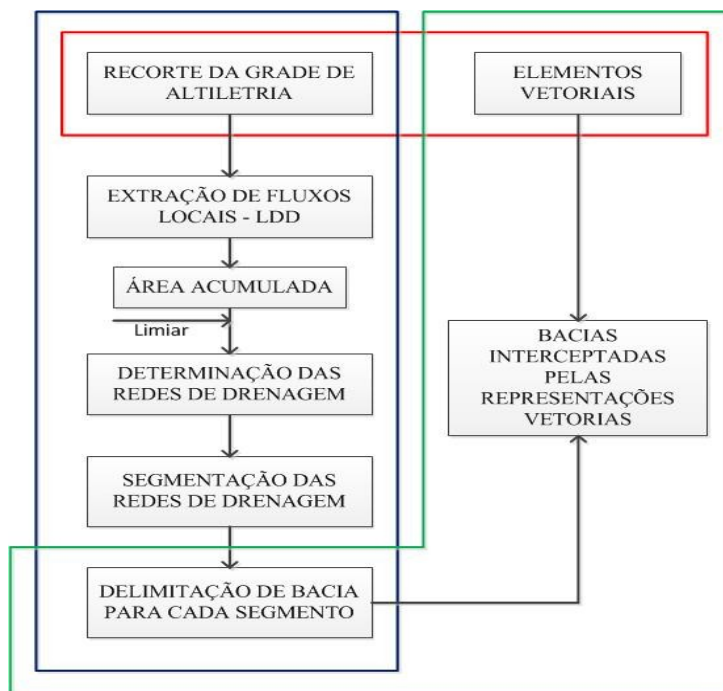 RECORTE DA GRADE DE
ALTILETRIA
ELEMENTOS
VETORIAIS
EXTRAÇÃO DE FLUXOS
LOCAIS - LDD
ÁREA ACUMULADA
Limiar
DETERMINAÇÃO DAS
REDES DE DRENAGEM
BACIAS
INTERCEPTADAS
PELAS
REPRESENTAÇÕES
VETORIAS
SEGMENTAÇÃO DAS
REDES DE DRENAGEM
DELIMITAÇÃO DE BACIA
PARA CADA SEGMENTO